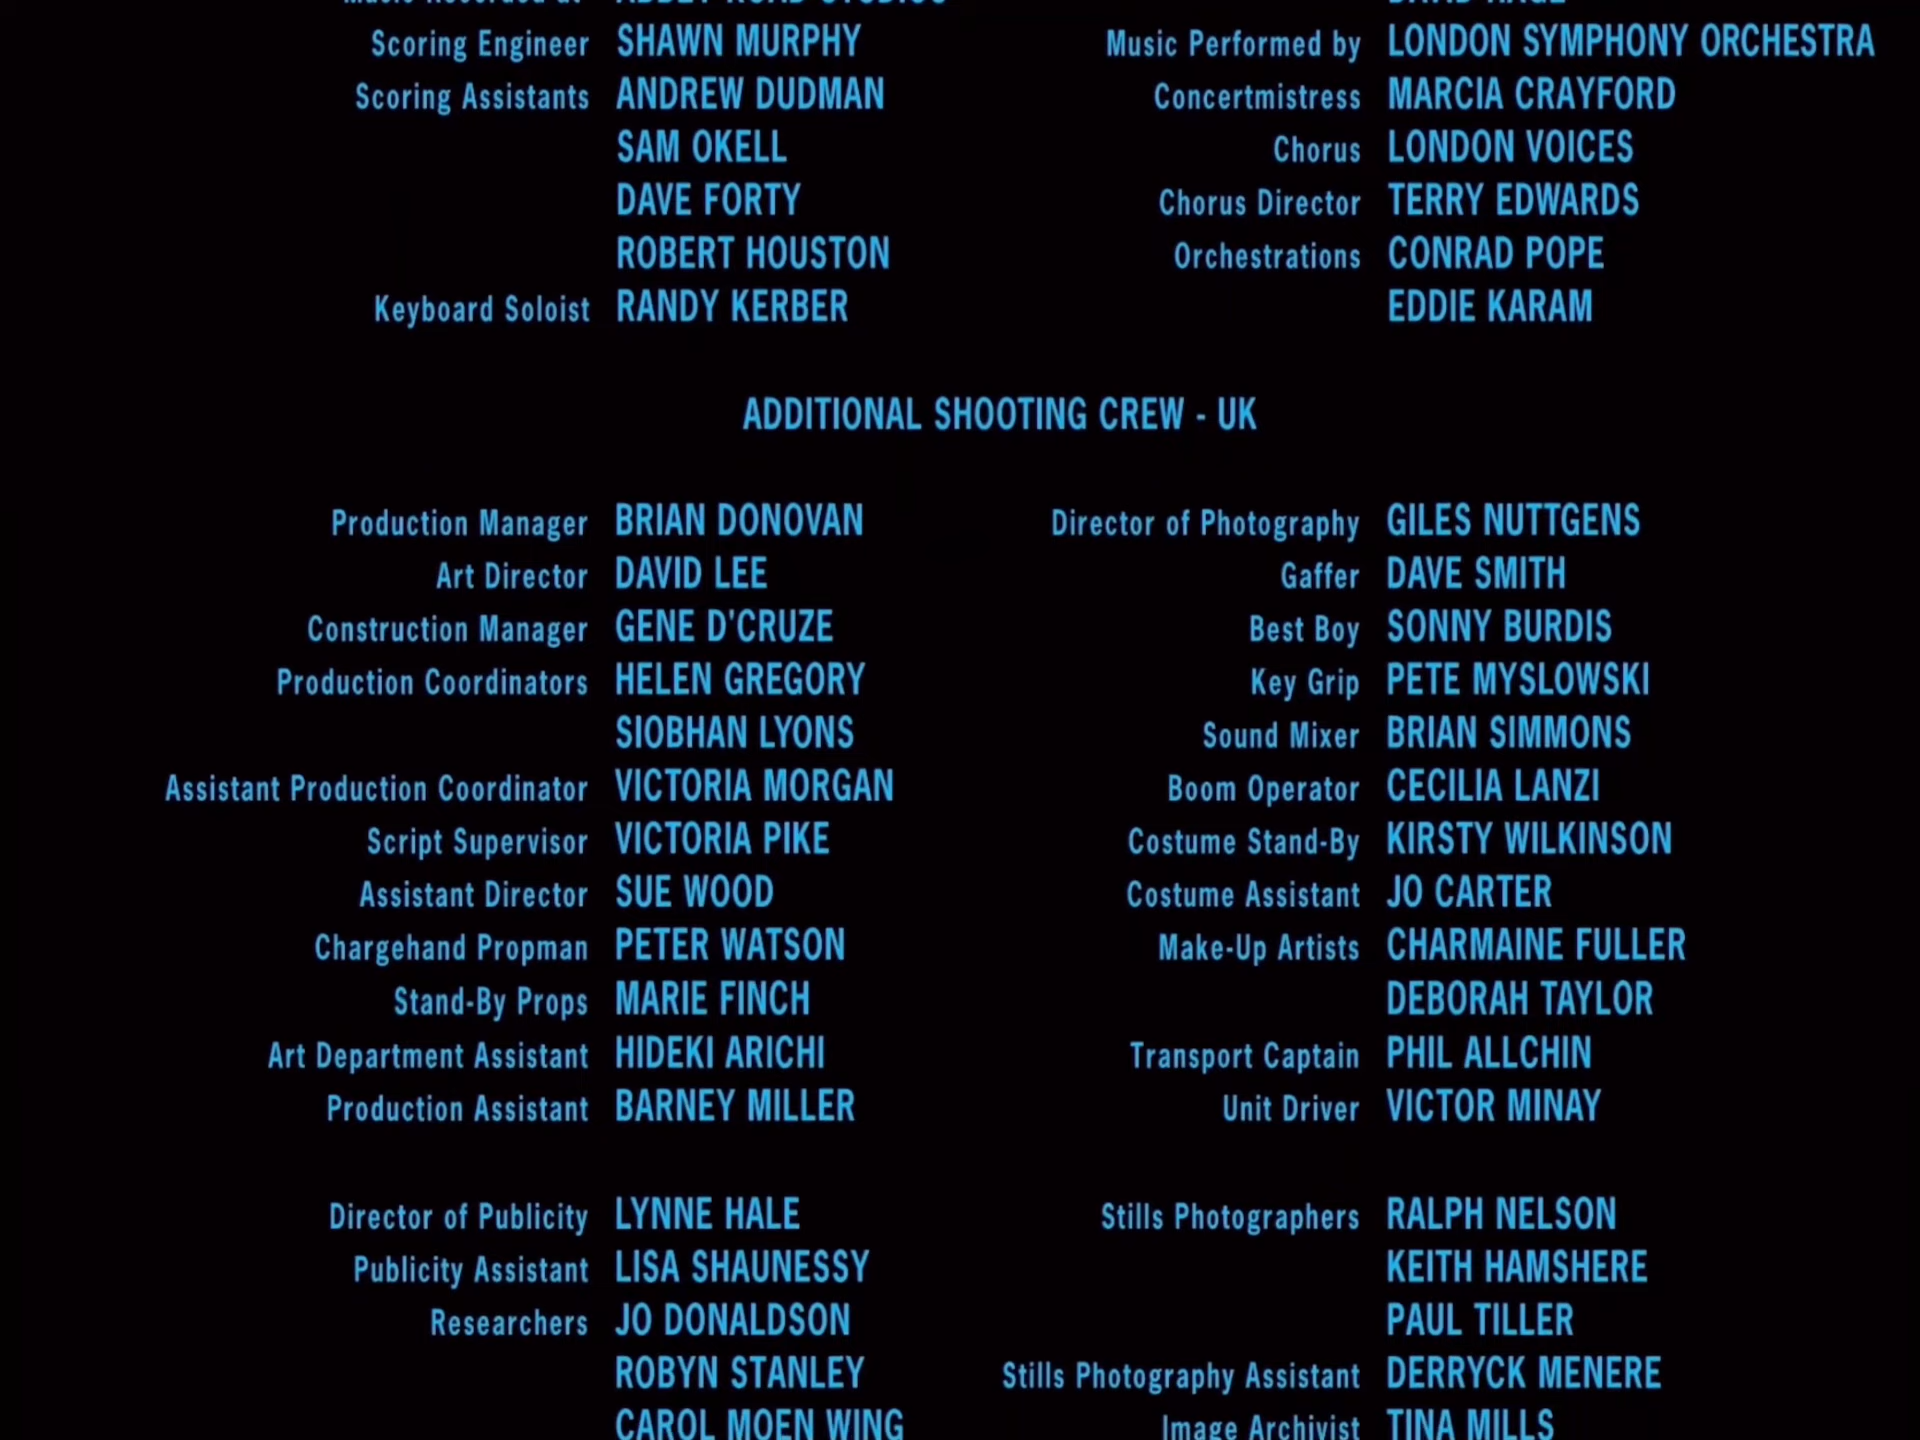 Scoring Engineer SHAWN MURPHY
Scoring Assistants ANDREW DUDMAN
SAM OKELL
DAVE FORTY
ROBERT HOUSTON
Keyboard Soloist RANDY KERBER
Music Performed by LONDON SYMPHONY ORCHESTRA
Concertmistress MARCIA CRAYFORD
Chorus LONDON VOICES
Chorus Director TERRY EDWARDS
Orchestrations CONRAD POPE
EDDIE KARAM
ADDITIONAL SHOOTING CREW - UK
Production Manager BRIAN DONOVAN
Art Director DAVID LEE
Construction Manager GENE D'CRUZE
Production Coordinators HELEN GREGORY
SIOBHAN LYONS
Assistant Production Coordinator VICTORIA MORGAN
Script Supervisor VICTORIA PIKE
Assistant Director SUE WOOD
Chargehand Propman PETER WATSON
Stand-By Props MARIE FINCH
Art Department Assistant HIDEKI ARICHI
Production Assistant BARNEY MILLER
Director of Photography GILES NUTTGENS
Gaffer DAVE SMITH
Best Boy SONNY BURDIS
Key Grip PETE MYSLOWSKI
Sound Mixer BRIAN SIMMONS
Boom Operator CECILIA LANZI
Costume Stand-By KIRSTY WILKINSON
Costume Assistant JO CARTER
Make-Up Artists CHARMAINE FULLER
DEBORAH TAYLOR
Transport Captain PHIL ALLCHIN
Unit Driver VICTOR MINAY
Director of Publicity LYNNE HALE
Publicity Assistant LISA SHAUNESSY
Researchers JO DONALDSON
ROBYN STANLEY
CAROL MOEN WING
Stills Photographers RALPH NELSON
KEITH HAMSHERE
PAUL TILLER
Stills Photography Assistant DERRYCK MENERE
Image Archivist TINA MILLS